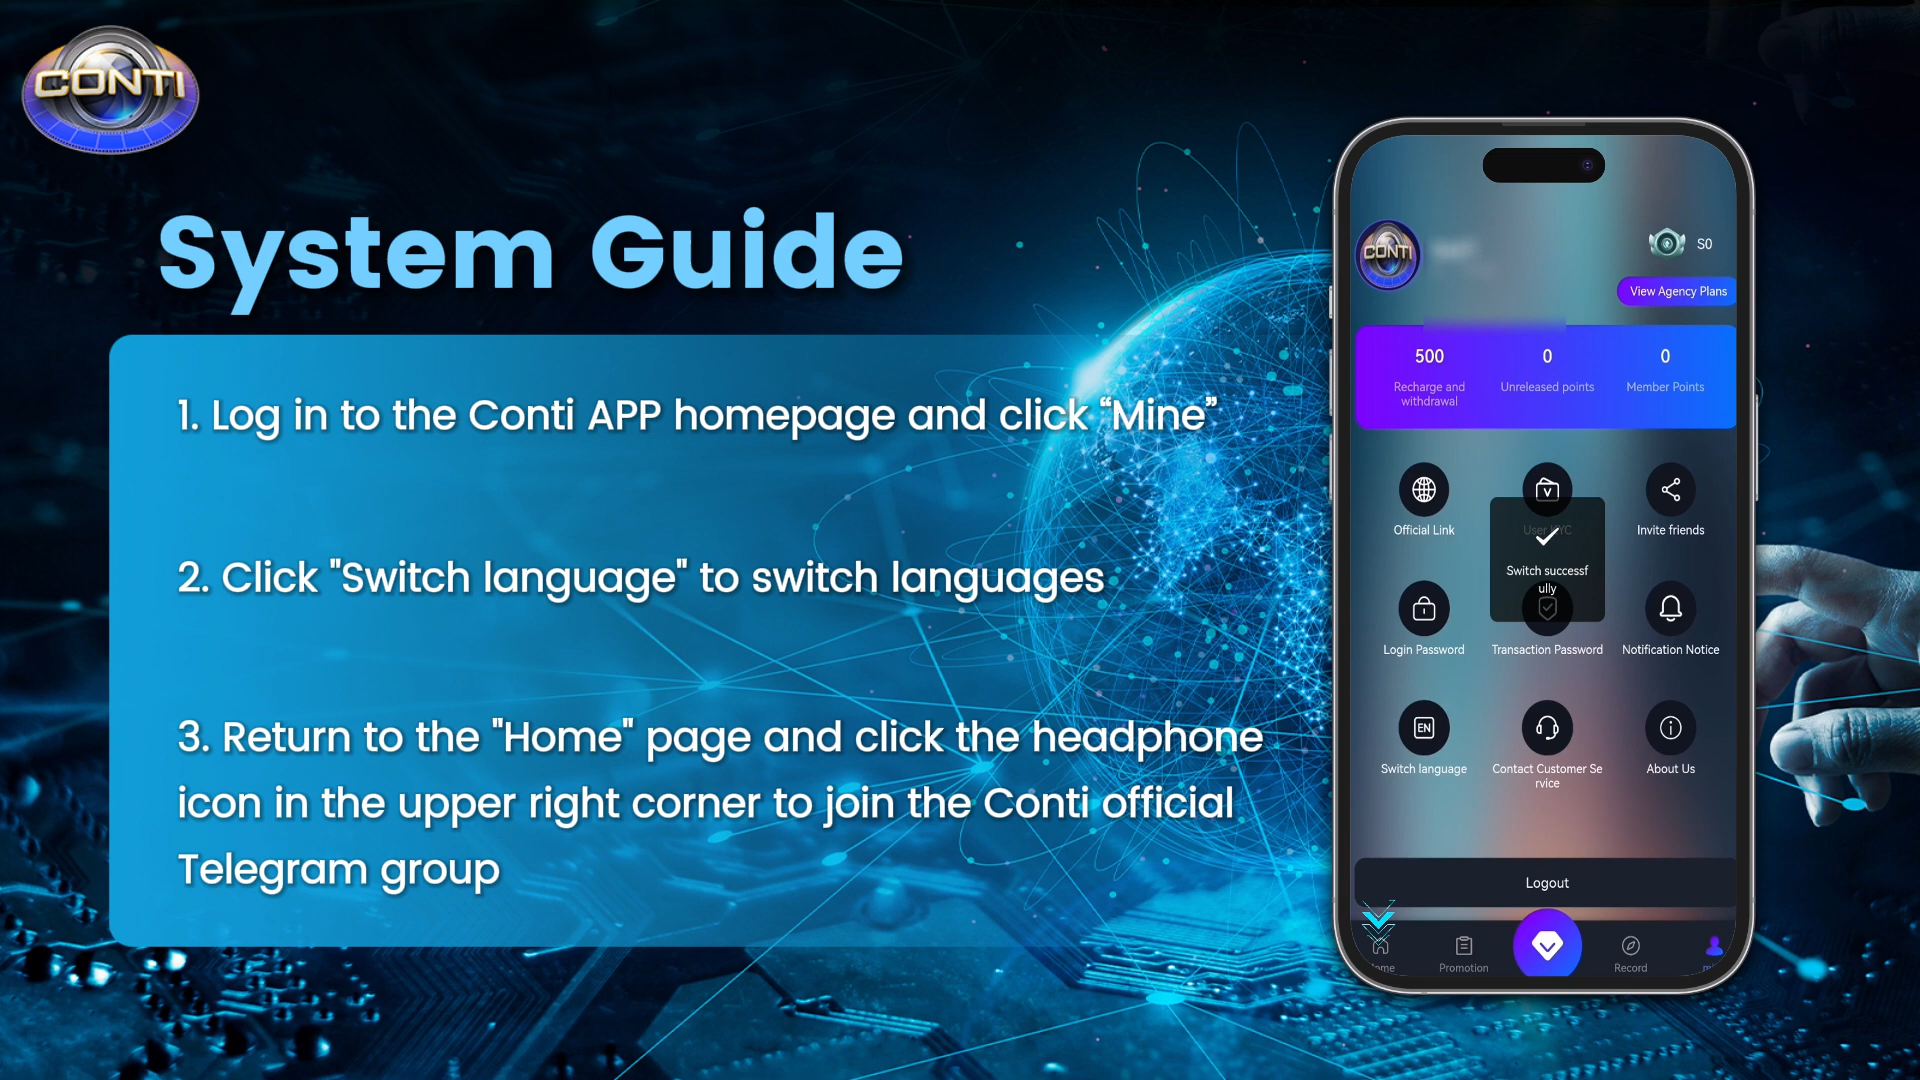 CONTI
System Guide
1. Log in to the Conti APP homepage and click “Mine”
2. Click "Switch language" to switch languages
3. Return to the "Home" page and click the headphone
icon in the upper right corner to join the Conti official
Telegram group
CONTI
S0
View Agency Plans
500
0
0
Recharge and
withdrawal
Unreleased points
Member Points
Official Link
User KYC
Invite friends
Switch successf
ully
Login Password
Transaction Password
Notification Notice
EN
Switch language
Contact Customer Se
rvice
About Us
Logout
Promotion
Record